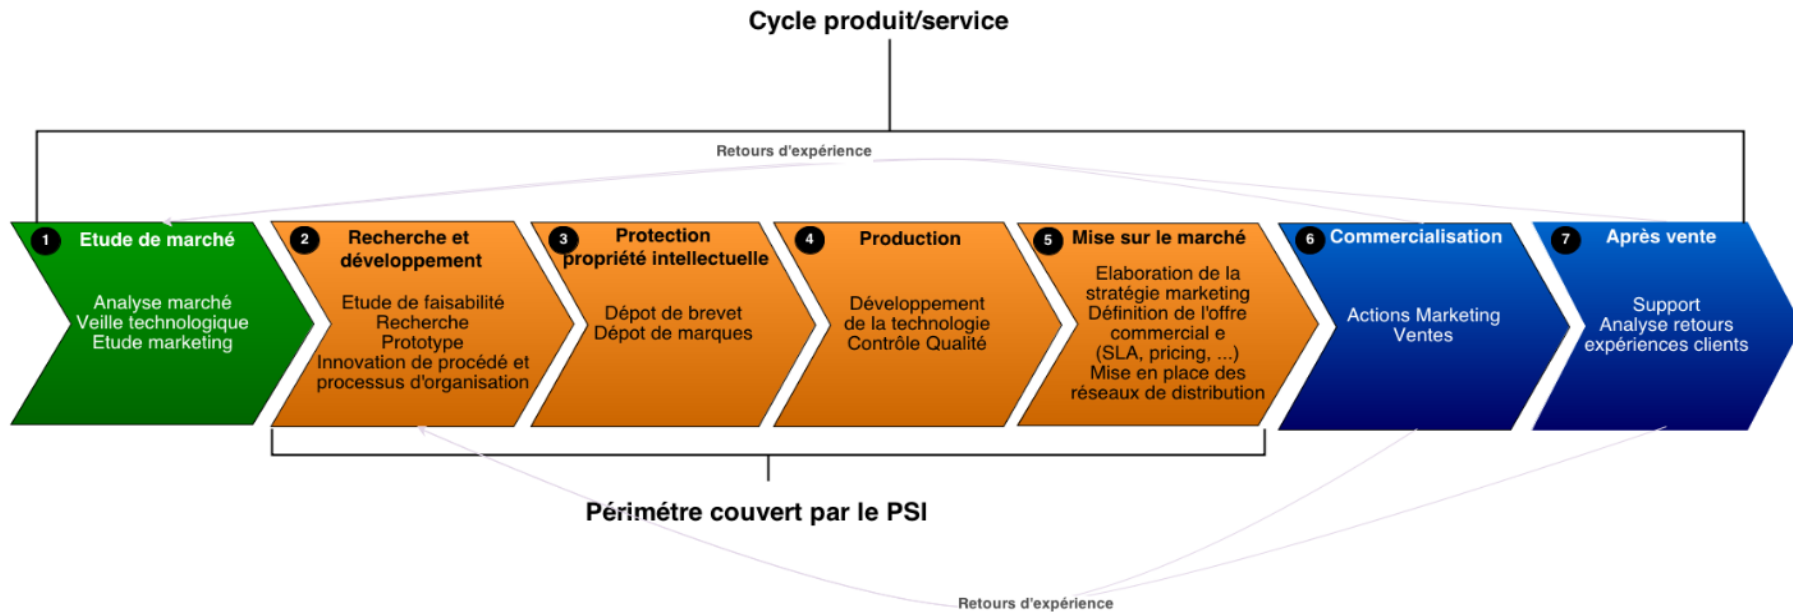 Cycle produit/service
Retours d'expérience
1
Etude de marché
Analyse marché
Veille technologique
Etude marketing
2
Recherche et
développement
Etude de faisabilité
Recherche
Prototype
Innovation de procédé et
processus d'organisation
3
Protection
propriété intellectuelle
Dépot de brevet
Dépot de marques
4
Production
Développement
de la technologie
Contrôle Qualité
5
Mise sur le marché
Elaboration de la
stratégie marketing
Définition de l'offre
commercial e
(SLA, pricing, ...)
Mise en place des
réseaux de distribution
6
Commercialisation
Actions Marketing
Ventes
7
Après vente
Support
Analyse retours
expériences clients
Périmétre couvert par le PSI
Retours d'expérience